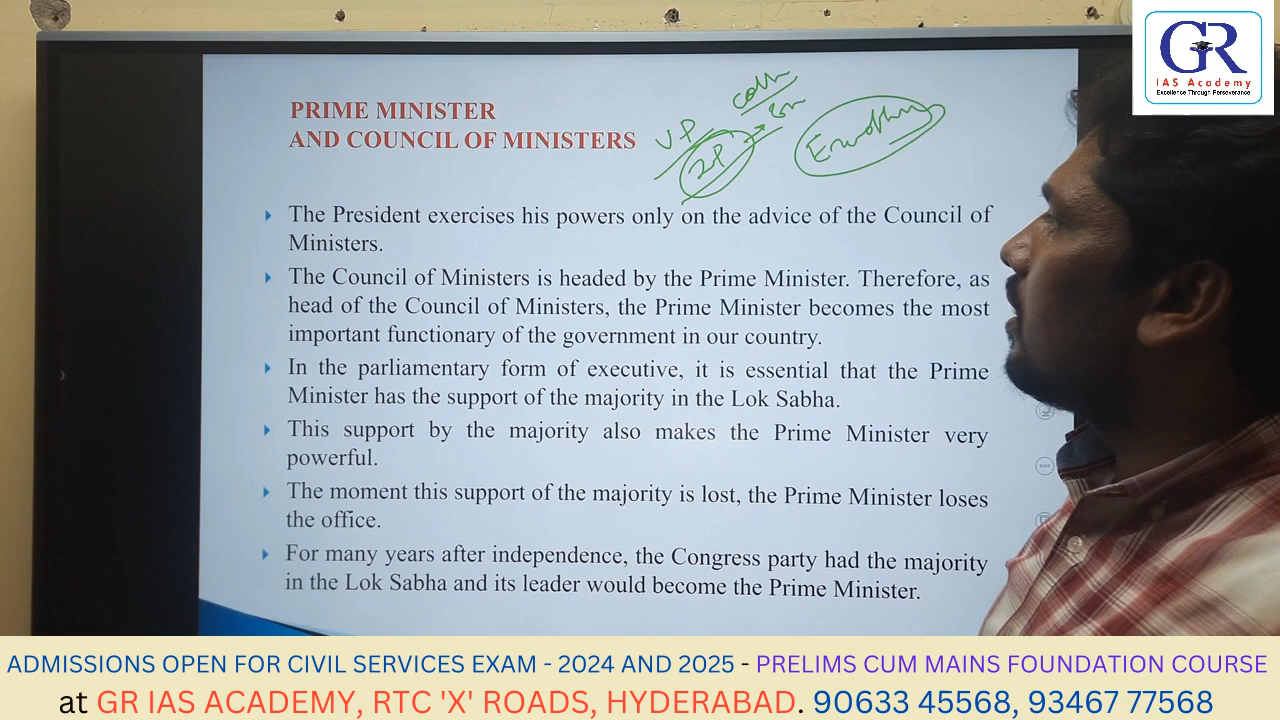 GR
IAS Academy
Excellence Through Perseverance
PRIME MINISTER
AND COUNCIL OF MINISTERS
VP
The President exercises his powers only on the advice of the Council of
Ministers.
The Council of Ministers is headed by the Prime Minister. Therefore, as
head of the Council of Ministers, the Prime Minister becomes the most
important functionary of the government in our country.
In the parliamentary form of executive, it is essential that the Prime
Minister has the support of the majority in the Lok Sabha.
This support by the majority also makes the Prime Minister very
powerful.
The moment this support of the majority is lost, the Prime Minister loses
the office.
For many years after independence, the Congress party had the majority
in the Lok Sabha and its leader would become the Prime Minister.
ADMISSIONS OPEN FOR CIVIL SERVICES EXAM - 2024 AND 2025 - PRELIMS CUM MAINS FOUNDATION COURSE
at GR IAS ACADEMY, RTC 'X' ROADS, HYDERABAD. 90633 45568, 93467 77568